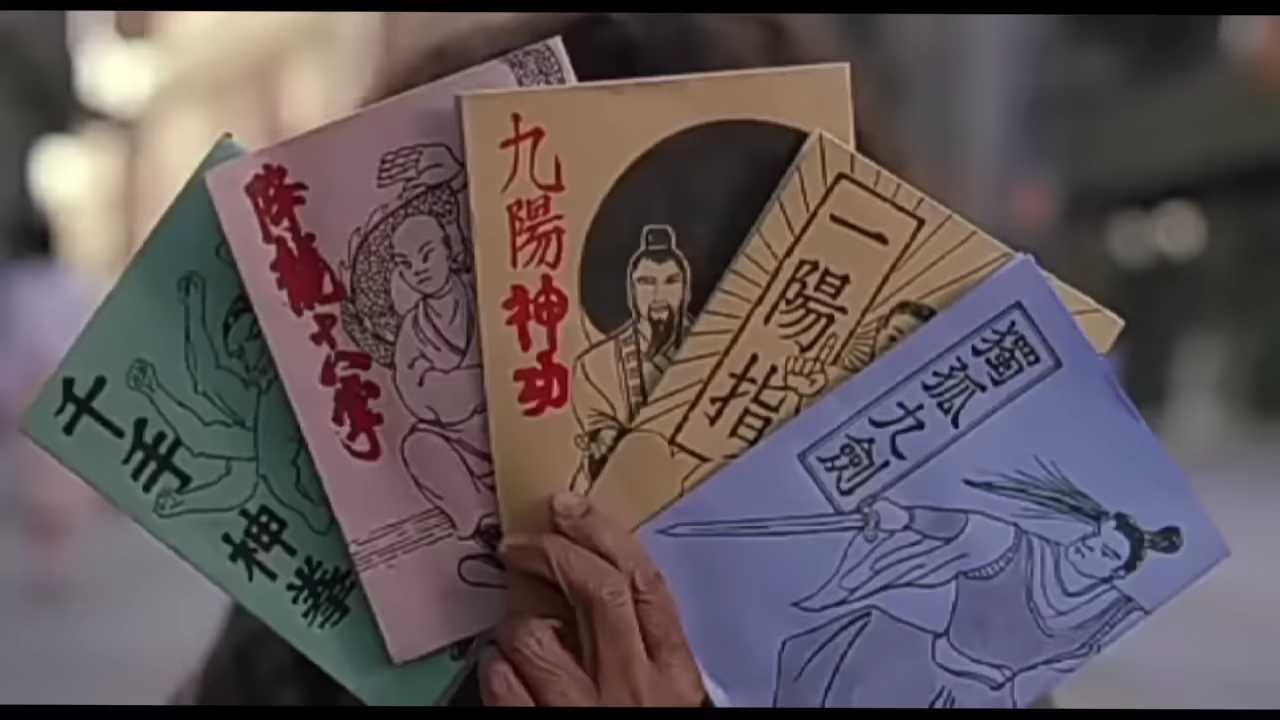 千手神拳
降龍十八掌
九陽神功
一陽指
獨孤九劍